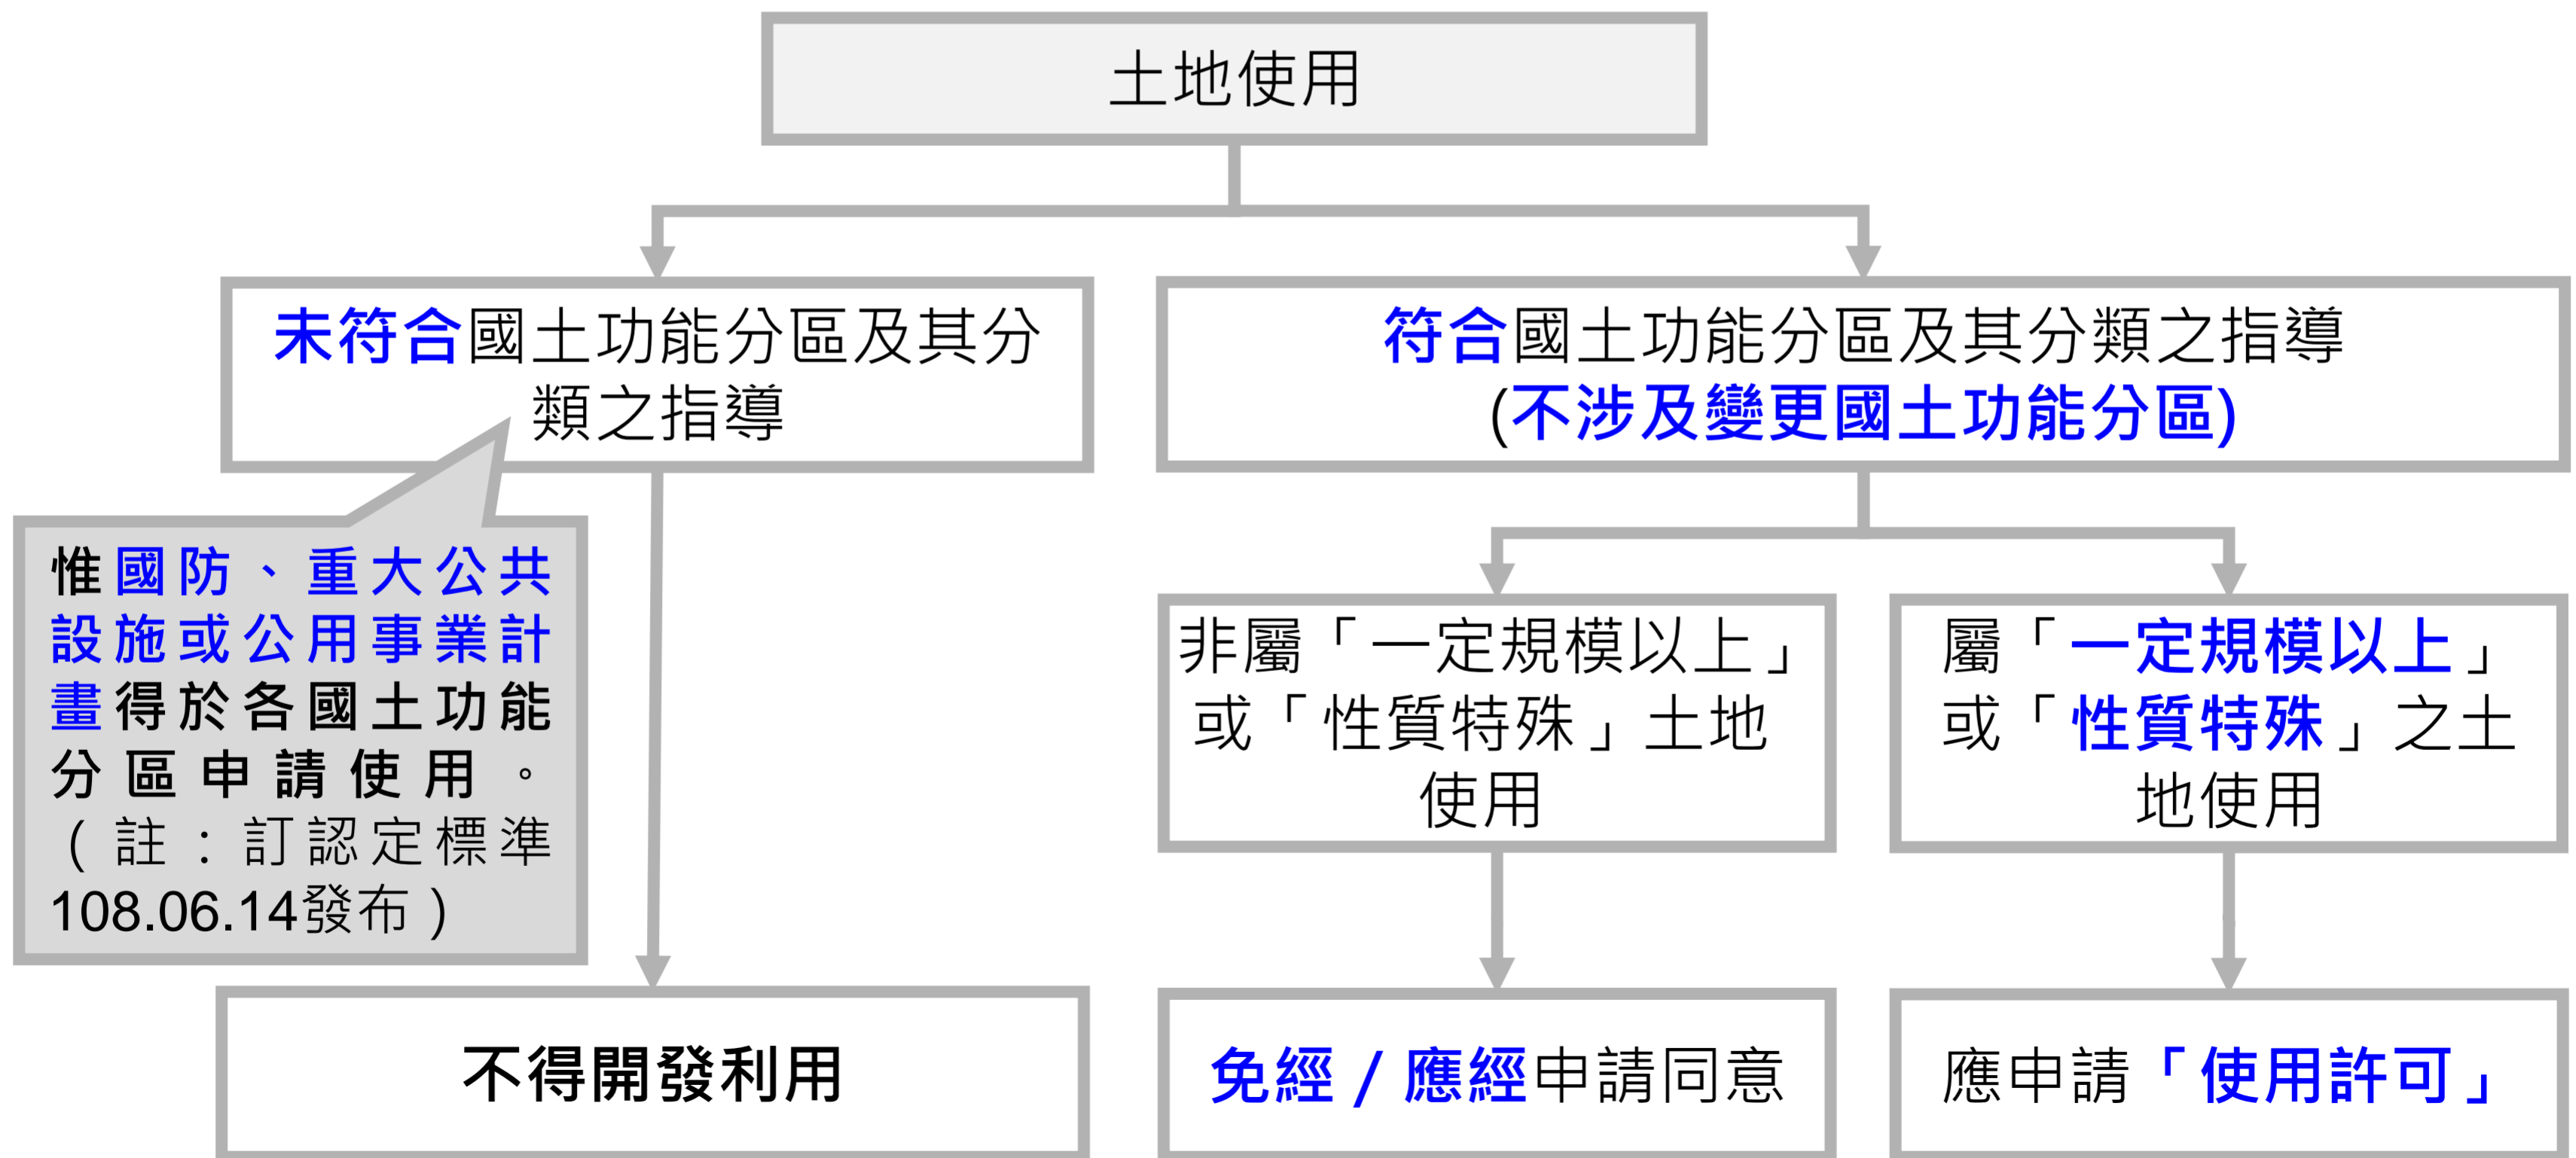 土地使用
未符合國土功能分區及其分
類之指導
符合國土功能分區及其分類之指導
(不涉及變更國土功能分區)
惟國防、重大公共
設施或公用事業計
畫得於各國土功能
分區申請使用。
(註:訂認定標準
108.06.14發布)
非屬「一定規模以上」
或「性質特殊」土地
使用
屬「一定規模以上」
或「性質特殊」之土
地使用
不得開發利用
免經/應經申請同意
應申請「使用許可」